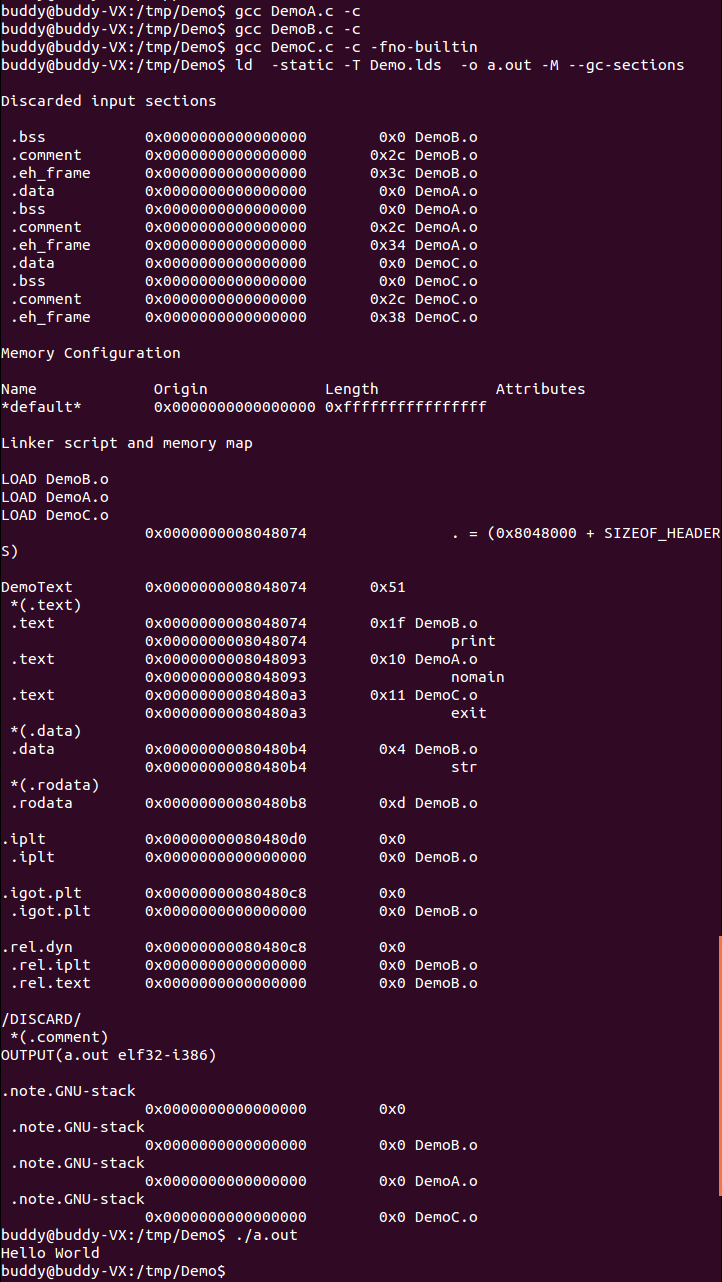 buddy@buddy-VX:/tmp/Demo$ gcc DemoA.c -c
buddy@buddy-VX:/tmp/Demo$ gcc DemoB.c -c
buddy@buddy-VX:/tmp/Demo$ gcc DemoC.c -c -fno-builtin
buddy@buddy-VX:/tmp/Demo$ ld  -static -T Demo.lds  -o a.out -M --gc-sections
Discarded input sections
 .bss           0x0000000000000000        0x0 DemoB.o
 .comment       0x0000000000000000       0x2c DemoB.o
 .eh_frame      0x0000000000000000       0x3c DemoB.o
 .data          0x0000000000000000        0x0 DemoA.o
 .bss           0x0000000000000000        0x0 DemoA.o
 .comment       0x0000000000000000       0x2c DemoA.o
 .eh_frame      0x0000000000000000       0x34 DemoA.o
 .data          0x0000000000000000        0x0 DemoC.o
 .bss           0x0000000000000000        0x0 DemoC.o
 .comment       0x0000000000000000       0x2c DemoC.o
 .eh_frame      0x0000000000000000       0x38 DemoC.o
Memory Configuration
Name             Origin             Length             Attributes
*default*        0x0000000000000000 0xffffffffffffffff
Linker script and memory map
LOAD DemoB.o
LOAD DemoA.o
LOAD DemoC.o
                0x0000000008048074                . = (0x8048000 + SIZEOF_HEADER
S)
DemoText        0x0000000008048074       0x51
 *(.text)
 .text          0x0000000008048074       0x1f DemoB.o
                0x0000000008048074                print
 .text          0x0000000008048093       0x10 DemoA.o
                0x0000000008048093                nomain
 .text          0x00000000080480a3       0x11 DemoC.o
                0x00000000080480a3                exit
 *(.data)
 .data          0x00000000080480b4        0x4 DemoB.o
                0x00000000080480b4                str
 *(.rodata)
 .rodata        0x00000000080480b8        0xd DemoB.o
.iplt           0x00000000080480d0        0x0
 .iplt          0x0000000000000000        0x0 DemoB.o
.igot.plt       0x00000000080480c8        0x0
 .igot.plt      0x0000000000000000        0x0 DemoB.o
.rel.dyn        0x00000000080480c8        0x0
 .rel.iplt      0x0000000000000000        0x0 DemoB.o
 .rel.text      0x0000000000000000        0x0 DemoB.o
/DISCARD/
 *(.comment)
OUTPUT(a.out elf32-i386)
.note.GNU-stack
                0x0000000000000000        0x0
 .note.GNU-stack
                0x0000000000000000        0x0 DemoB.o
 .note.GNU-stack
                0x0000000000000000        0x0 DemoA.o
 .note.GNU-stack
                0x0000000000000000        0x0 DemoC.o
buddy@buddy-VX:/tmp/Demo$ ./a.out
Hello World
buddy@buddy-VX:/tmp/Demo$